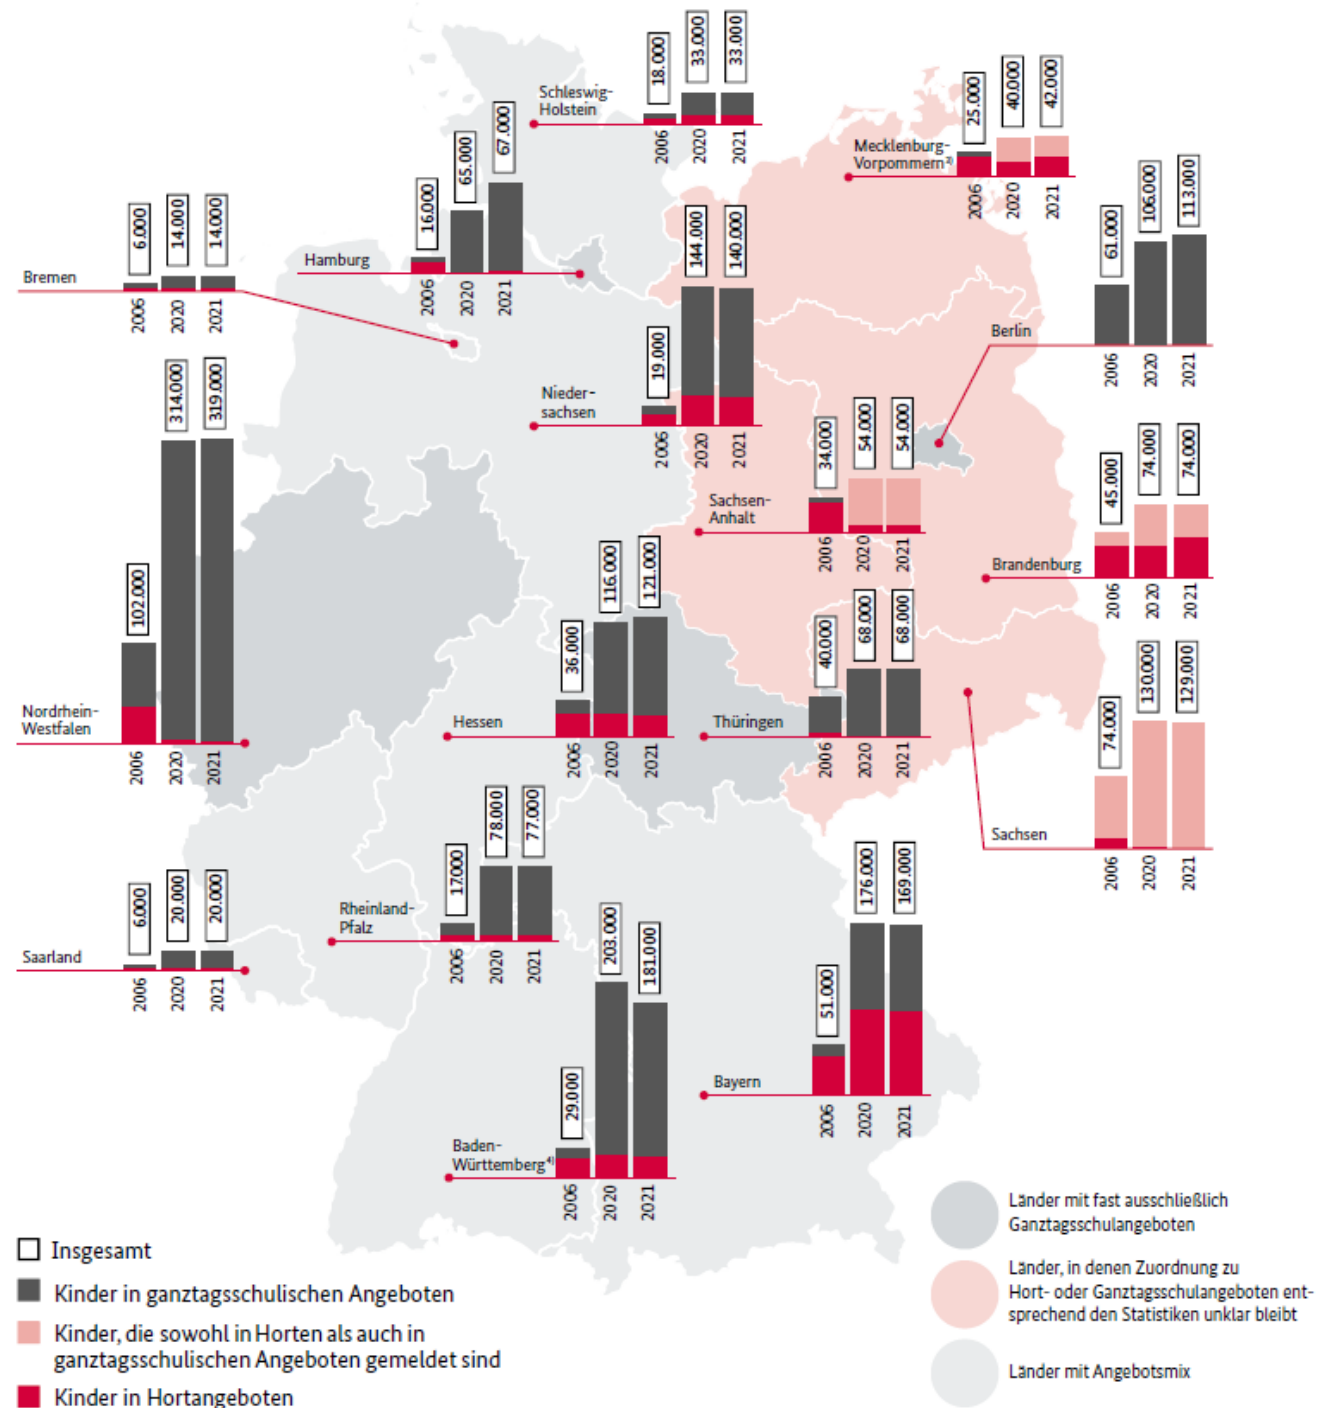 Schleswig-
Holstein
18.000
33.000
33.000
2006
2020
2021
Mecklenburg-
Vorpommern³⁾
25.000
40.000
42.000
2006
2020
2021
Hamburg
16.000
65.000
67.000
2006
2020
2021
Bremen
6.000
14.000
14.000
2006
2020
2021
Berlin
61.000
106.000
113.000
2006
2020
2021
Nieder-
sachsen
19.000
144.000
140.000
2006
2020
2021
Sachsen-
Anhalt
34.000
54.000
54.000
2006
2020
2021
Brandenburg
45.000
74.000
74.000
2006
2020
2021
Nordrhein-
Westfalen
102.000
314.000
319.000
2006
2020
2021
Hessen
36.000
116.000
121.000
2006
2020
2021
Thüringen
40.000
68.000
68.000
2006
2020
2021
Sachsen
74.000
130.000
129.000
2006
2020
2021
Rheinland-
Pfalz
17.000
78.000
77.000
2006
2020
2021
Saarland
6.000
20.000
20.000
2006
2020
2021
Baden-
Württemberg⁴⁾
29.000
203.000
181.000
2006
2020
2021
Bayern
51.000
176.000
169.000
2006
2020
2021
Insgesamt
Kinder in ganztagsschulischen Angeboten
Kinder, die sowohl in Horten als auch in
ganztagsschulischen Angeboten gemeldet sind
Kinder in Hortangeboten
Länder mit fast ausschließlich
Ganztagsschulangeboten
Länder, in denen Zuordnung zu
Hort- oder Ganztagsschulangeboten ent-
sprechend den Statistiken unklar bleibt
Länder mit Angebotsmix